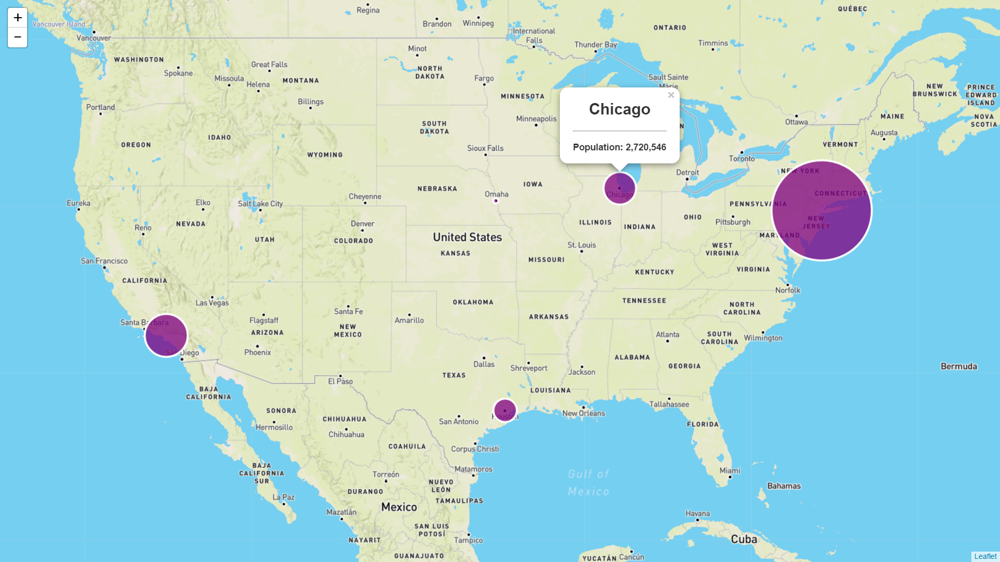 +
−
Chicago
×
Population: 2,720,546
Regina
QUÉBEC
Vancouver Island
Brandon
Winnipeg
ONTARIO
International
Falls
Vancouver
Thunder Bay
Timmins
WASHINGTON
Minot
Spokane
Great Falls
NORTH
DAKOTA
Missoula
Helena
MONTANA
Fargo
Sault Sainte
Marie
MINNESOTA
NEW
BRUNSWICK
PRINCE
EDWARD
ISLAND
Billings
Portland
Minneapolis
Ottawa
MAINE
NOVA
SCOTIA
SOUTH
DAKOTA
Augusta
OREGON
IDAHO
Sioux Falls
VERMONT
WYOMING
Toronto
Detroit
NEW YORK
IOWA
NEBRASKA
Omaha
Chicago
CONNECTICUT
Eureka
Elko
Salt Lake City
Cheyenne
PENNSYLVANIA
Reno
NEVADA
Denver
ILLINOIS
INDIANA
OHIO
Pittsburgh
NEW
JERSEY
UTAH
COLORADO
United States
MARYLAND
KANSAS
St. Louis
WEST
VIRGINIA
San Francisco
MISSOURI
KENTUCKY
VIRGINIA
CALIFORNIA
Norfolk
Las Vegas
OKLAHOMA
TENNESSEE
NORTH
CAROLINA
Santa Fe
Flagstaff
Amarillo
ARKANSAS
Santa Barbara
ARIZONA
NEW
MEXICO
Atlanta
SOUTH
CAROLINA
Wilmington
San Diego
Phoenix
Dallas
Shreveport
Jackson
ALABAMA
GEORGIA
Bermuda
TEXAS
El Paso
LOUISIANA
BAJA
CALIFORNIA
Tallahassee
SONORA
CHIHUAHUA
Houston
New Orleans
San Antonio
Hermosillo
Chihuahua
FLORIDA
COAHUILA
Corpus Christi
BAJA
CALIFORNIA
SUR
Torreón
Matamoros
Miami
Gulf of
Mexico
NUEVO
LEÓN
DURANGO
Bahamas
La Paz
TAMAULIPAS
Mexico
Mazatlán
Havana
SAN LUIS
POTOSÍ
NAYARIT
Tampico
Cuba
GUANAJUATO
YUCATÁN
Cancún
Leaflet